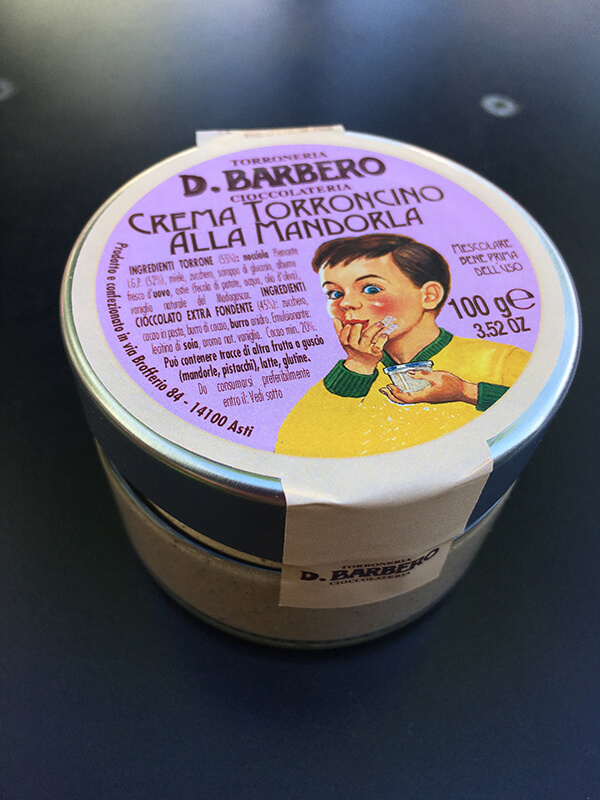 TORRONERIA
D. BARBERO
CIOCCOLATERIA
CREMA TORRONCINO
ALLA MANDORLA
INGREDIENTI TORRONE (55%): nocciola Piemonte
I.G.P. (52%), miele, zucchero, sciroppo di glucosio, albume
fresco d'uovo, ostie (fecola di patate, acqua, olio d'oliva),
vaniglia naturale del Madagascar. INGREDIENTI
CIOCCOLATO EXTRA FONDENTE (45%): zucchero,
cacao in pasta, burro di cacao, burro anidro. Emulsionante:
lecitina di soia, aroma nat. vaniglia. Cacao min. 20%.
Può contenere tracce di altra frutta a guscio
(mandorle, pistacchi), latte, glutine.
Da consumarsi preferibilmente
entro il: Vedi sotto
Prodotto e confezionato in via Brofferio 84 - 14100 Asti
MESCOLARE
BENE PRIMA
DELL'USO
100 g e
3.52 OZ
TORRONERIA
D. BARBERO
CIOCCOLATERIA